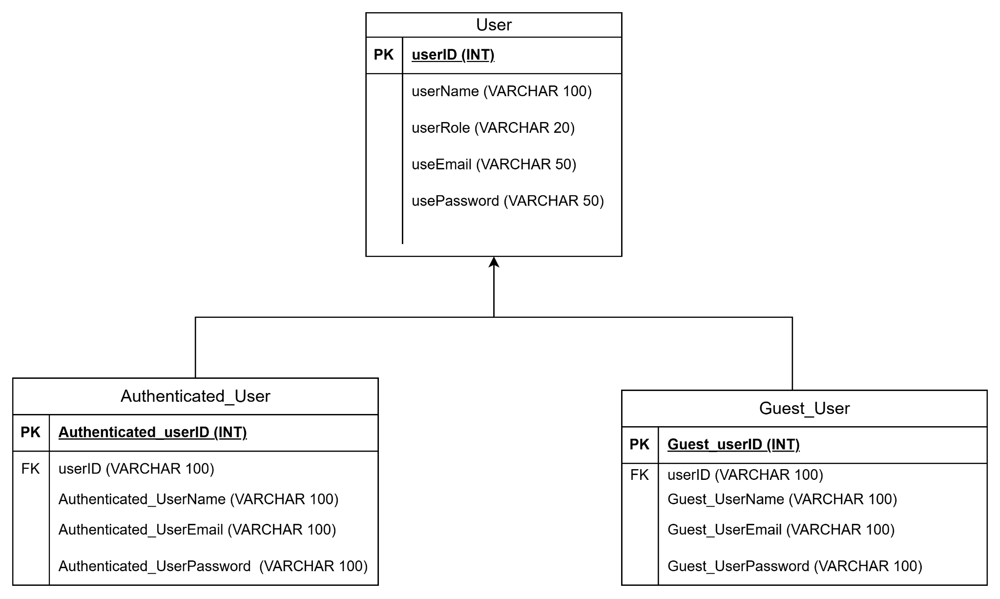 User
PK userID (INT)
userName (VARCHAR 100)
userRole (VARCHAR 20)
useEmail (VARCHAR 50)
usePassword (VARCHAR 50)
Authenticated_User
PK Authenticated_userID (INT)
FK userID (VARCHAR 100)
Authenticated_UserName (VARCHAR 100)
Authenticated_UserEmail (VARCHAR 100)
Authenticated_UserPassword (VARCHAR 100)
Guest_User
PK Guest_userID (INT)
FK userID (VARCHAR 100)
Guest_UserName (VARCHAR 100)
Guest_UserEmail (VARCHAR 100)
Guest_UserPassword (VARCHAR 100)